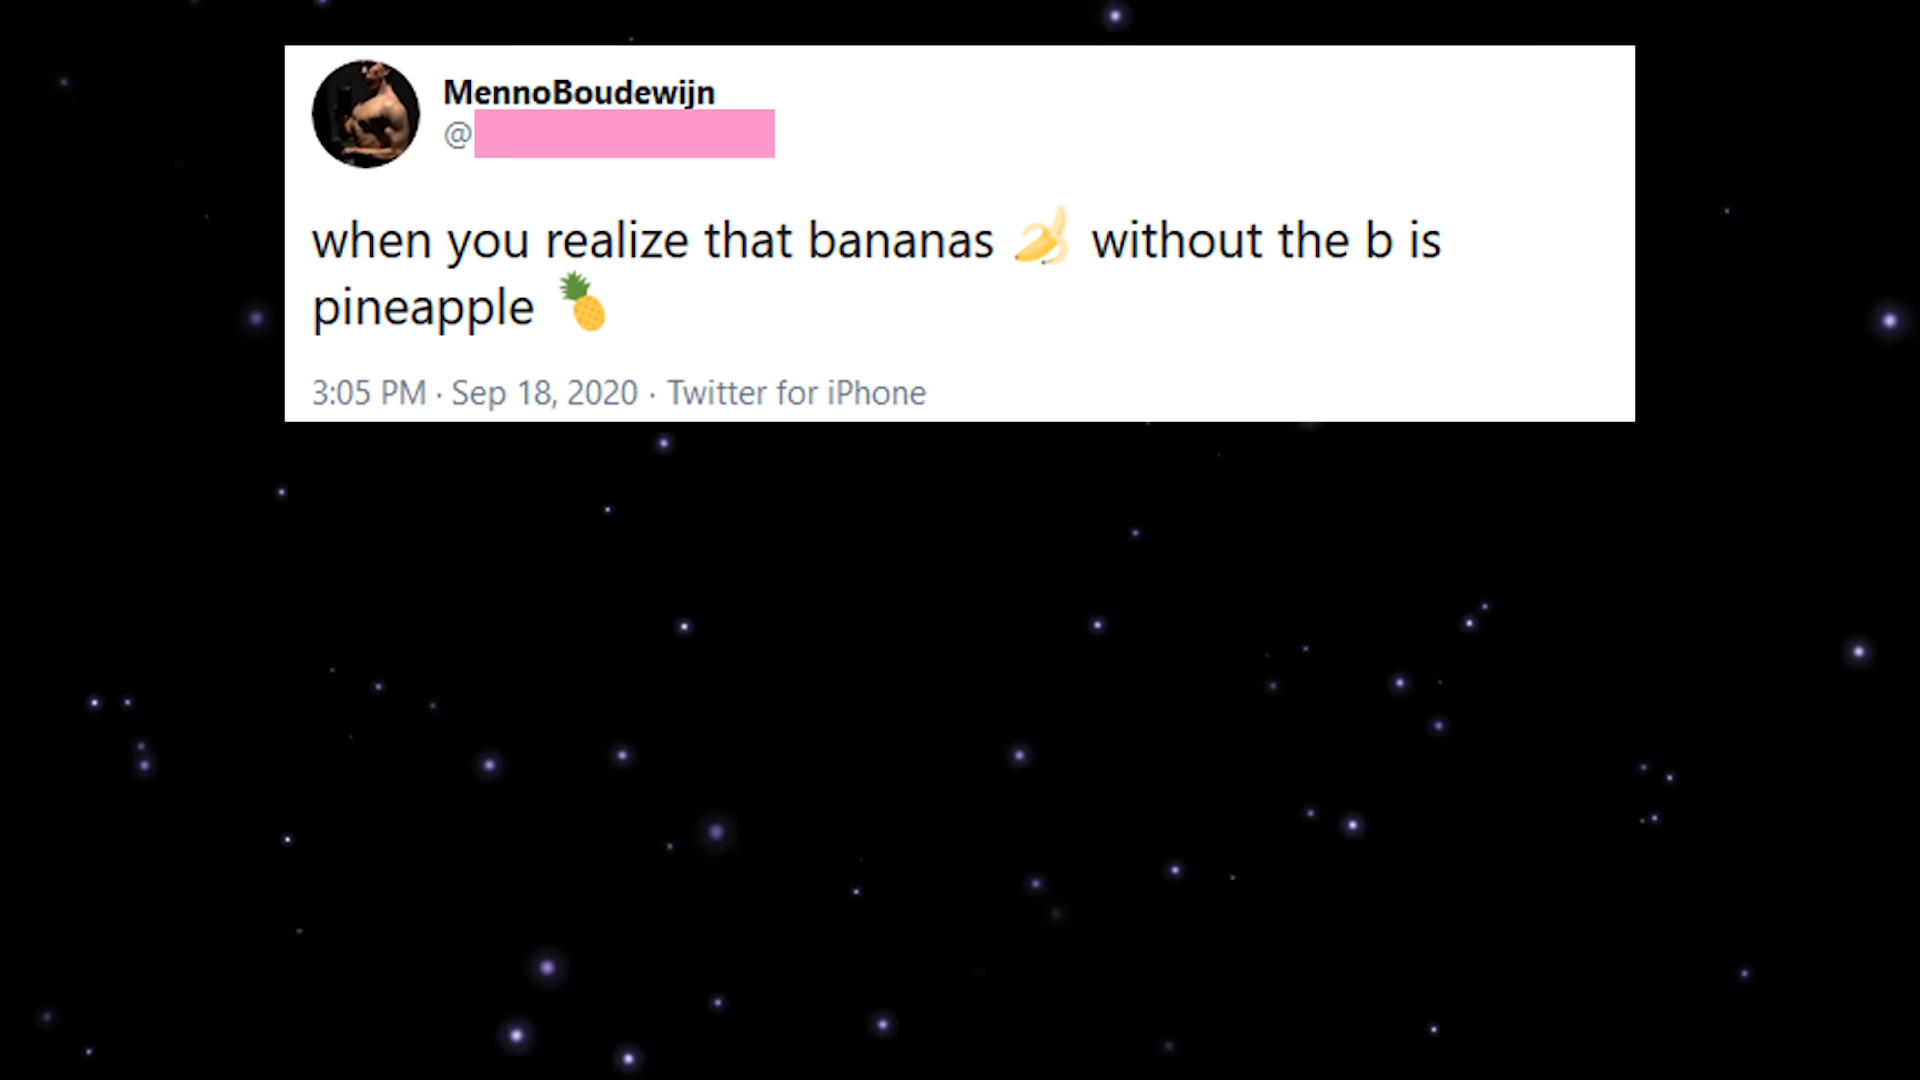 MennoBoudewijn
@
when you realize that bananas 🍌 without the b is
pineapple 🍍
3:05 PM · Sep 18, 2020 · Twitter for iPhone